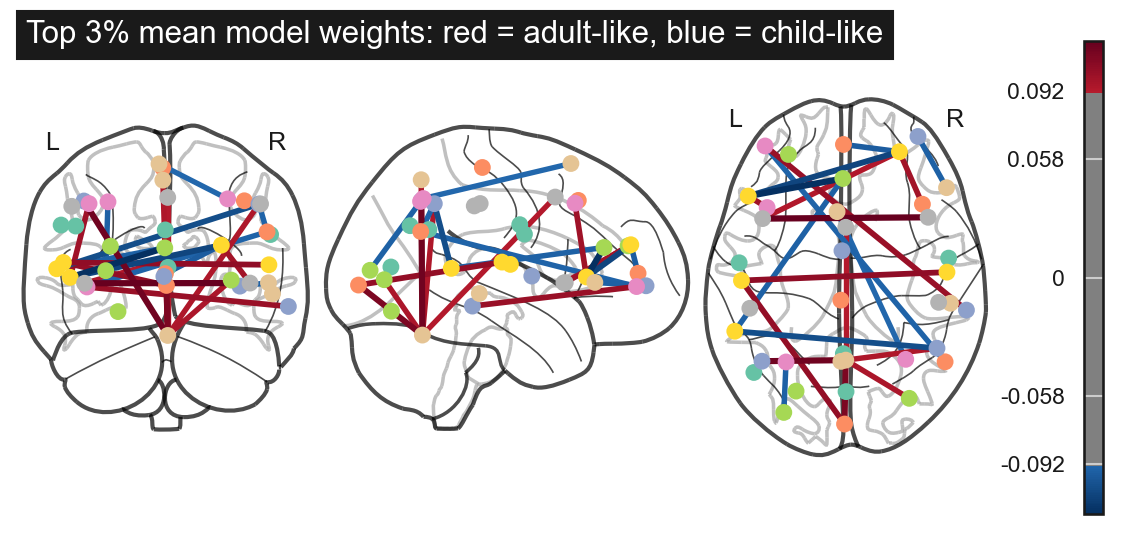 Top 3% mean model weights: red = adult-like, blue = child-like
L
R
L
R
0.092
0.058
0
-0.058
-0.092